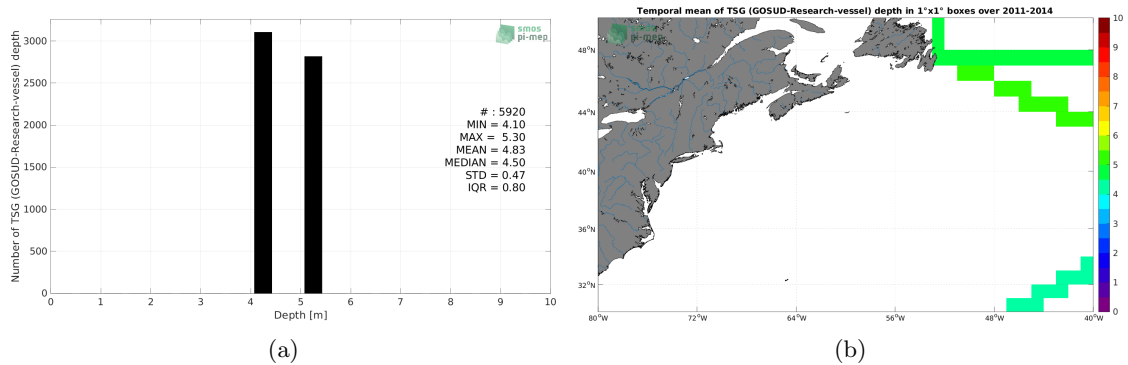 smos
pi-mep
Number of TSG (GOSUD-Research-vessel) depth
3000
2500
2000
1500
1000
500
0
# : 5920
MIN = 4.10
MAX = 5.30
MEAN = 4.83
MEDIAN = 4.50
STD = 0.47
IQR = 0.80
0 1 2 3 4 5 6 7 8 9 10
Depth [m]
(a)
Temporal mean of TSG (GOSUD-Research-vessel) depth in 1°x1° boxes over 2011-2014
smos
pi-mep
48°N
44°N
40°N
36°N
32°N
80°W 72°W 64°W 56°W 48°W 40°W
10
9
8
7
6
5
4
3
2
1
0
(b)